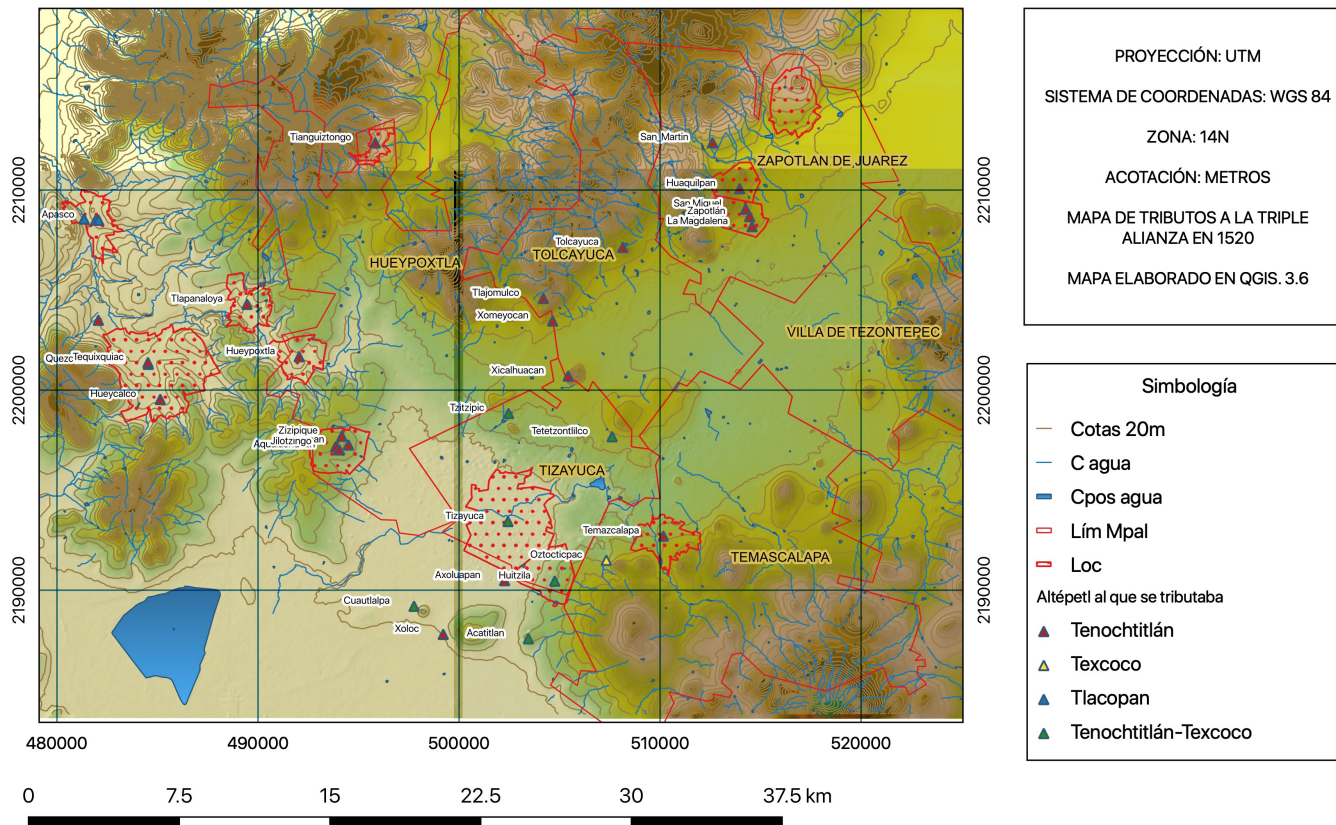 Tianguiztongo
San Martín
ZAPOTLAN DE JUAREZ
Huaquilpan
San Miguel
Zapotlán
La Magdalena
Apasco
Tolcayuca
TOLCAYUCA
HUEYPOXTLA
Tlajomulco
Tlapanaloya
Xomeyocan
VILLA DE TEZONTEPEC
Hueypoxtla
Tequixquiac
Xicalhuacan
Hueycalco
Tzitzipic
Zizipique
Jilotzingo
Tetetzontlilco
TIZAYUCA
Tizayuca
Temazcalapa
Oztocticpac
TEMASCALAPA
Axoluapan
Huitzila
Cuautlalpa
Xoloc
Acatitlan
2210000
2200000
2190000
2210000
2200000
2190000
480000
490000
500000
510000
520000
0
7.5
15
22.5
30
37.5 km
PROYECCIÓN: UTM
SISTEMA DE COORDENADAS: WGS 84
ZONA: 14N
ACOTACIÓN: METROS
MAPA DE TRIBUTOS A LA TRIPLE
ALIANZA EN 1520
MAPA ELABORADO EN QGIS. 3.6
Simbología
Cotas 20m
C agua
Cpos agua
Lím Mpal
Loc
Altépetl al que se tributaba
Tenochtitlán
Texcoco
Tlacopan
Tenochtitlán-Texcoco